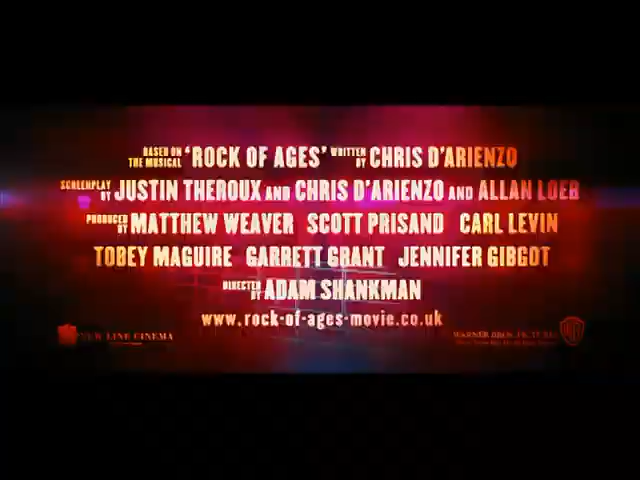 BASED ON THE MUSICAL 'ROCK OF AGES' WRITTEN BY CHRIS D'ARIENZO
SCREENPLAY BY JUSTIN THEROUX AND CHRIS D'ARIENZO AND ALLAN LOEB
PRODUCED BY MATTHEW WEAVER SCOTT PRISAND CARL LEVIN
TOBEY MAGUIRE GARRETT GRANT JENNIFER GIBGOT
DIRECTED BY ADAM SHANKMAN
www.rock-of-ages-movie.co.uk
NEW LINE CINEMA
WARNER BROS. PICTURES